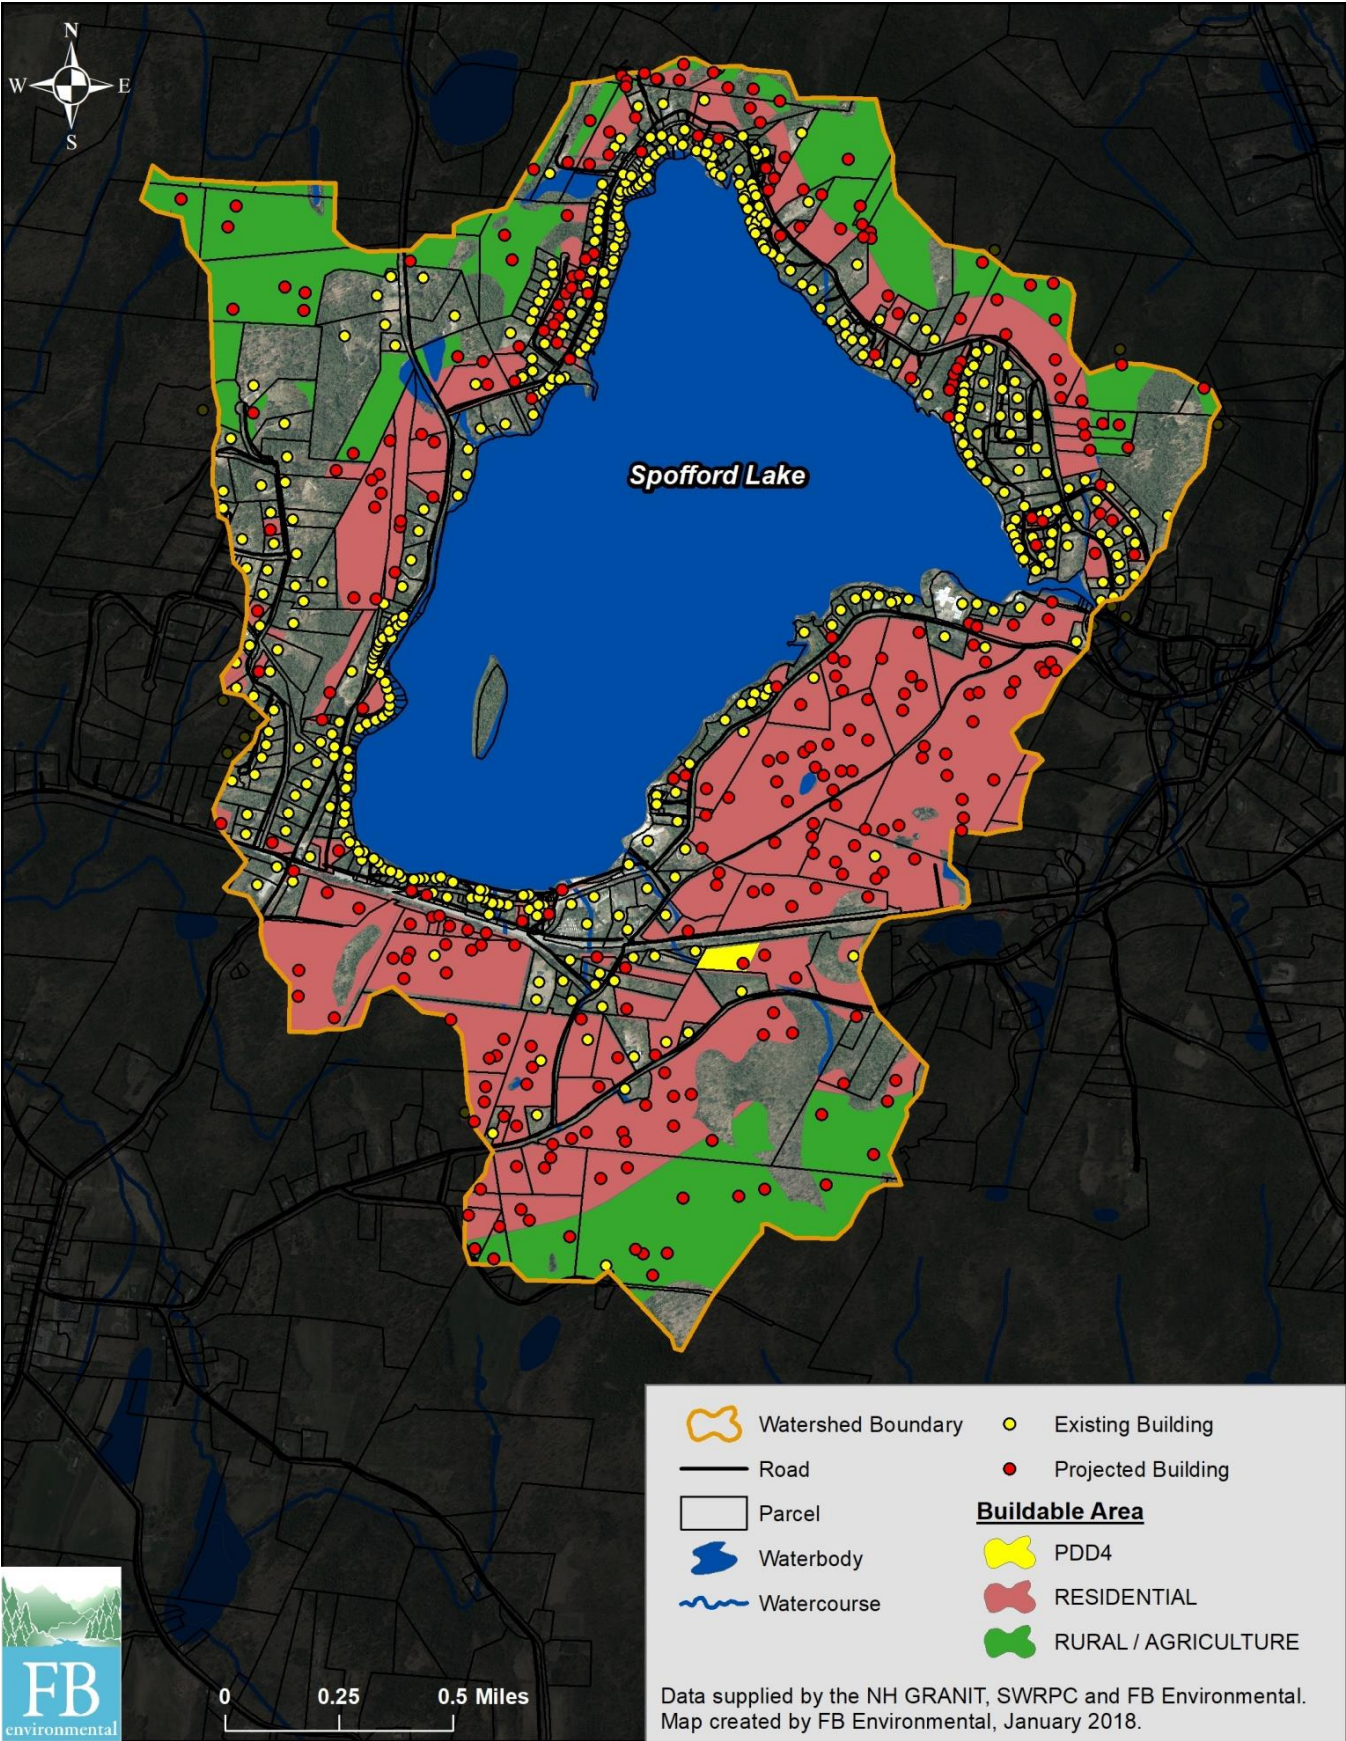 N
W E
S
Spofford Lake
Watershed Boundary
Road
Parcel
Waterbody
Watercourse
Existing Building
Projected Building
Buildable Area
PDD4
RESIDENTIAL
RURAL / AGRICULTURE
Data supplied by the NH GRANIT, SWRPC and FB Environmental.
Map created by FB Environmental, January 2018.
0 0.25 0.5 Miles
FB
environmental